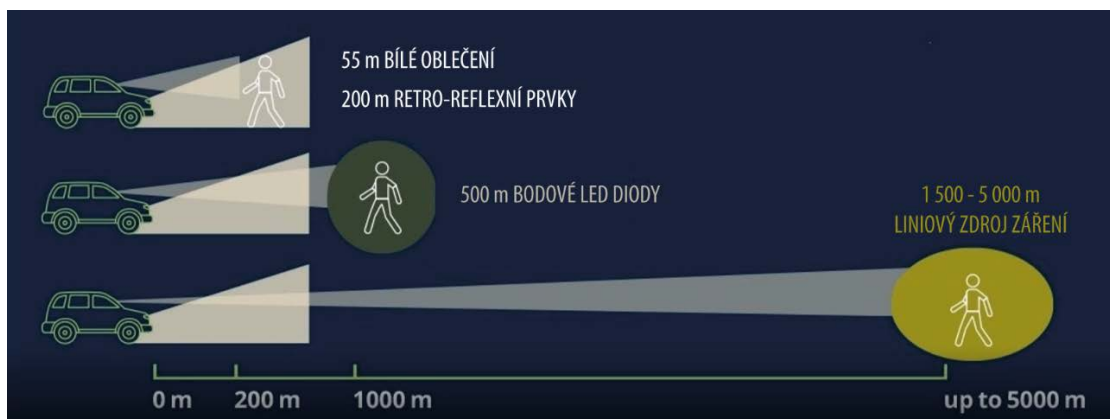 55 m BÍLÉ OBLEČENÍ
200 m RETRO-REFLEXNÍ PRVKY
500 m BODOVÉ LED DIODY
1 500 - 5 000 m
LINIOVÝ ZDROJ ZÁŘENÍ
0 m 200 m 1000 m up to 5000 m